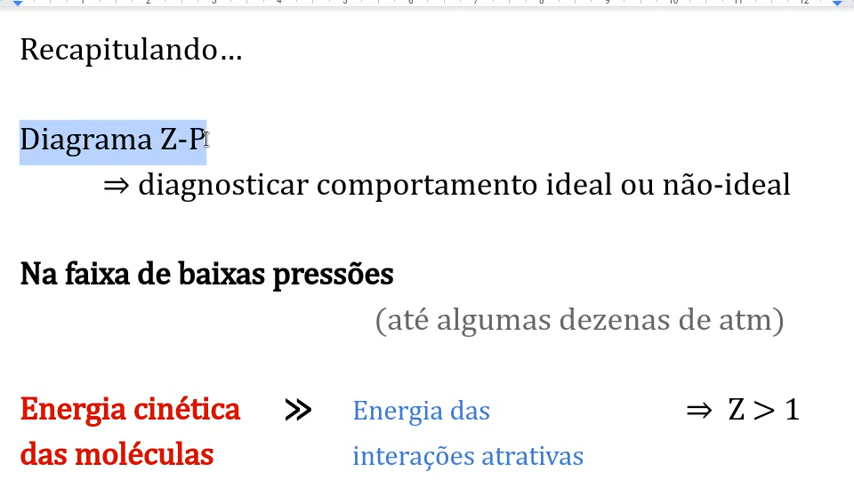 Recapitulando...
Diagrama Z-P
⇒ diagnosticar comportamento ideal ou não-ideal
Na faixa de baixas pressões
(até algumas dezenas de atm)
Energia cinética ≫ Energia das ⇒ Z > 1
das moléculas interações atrativas